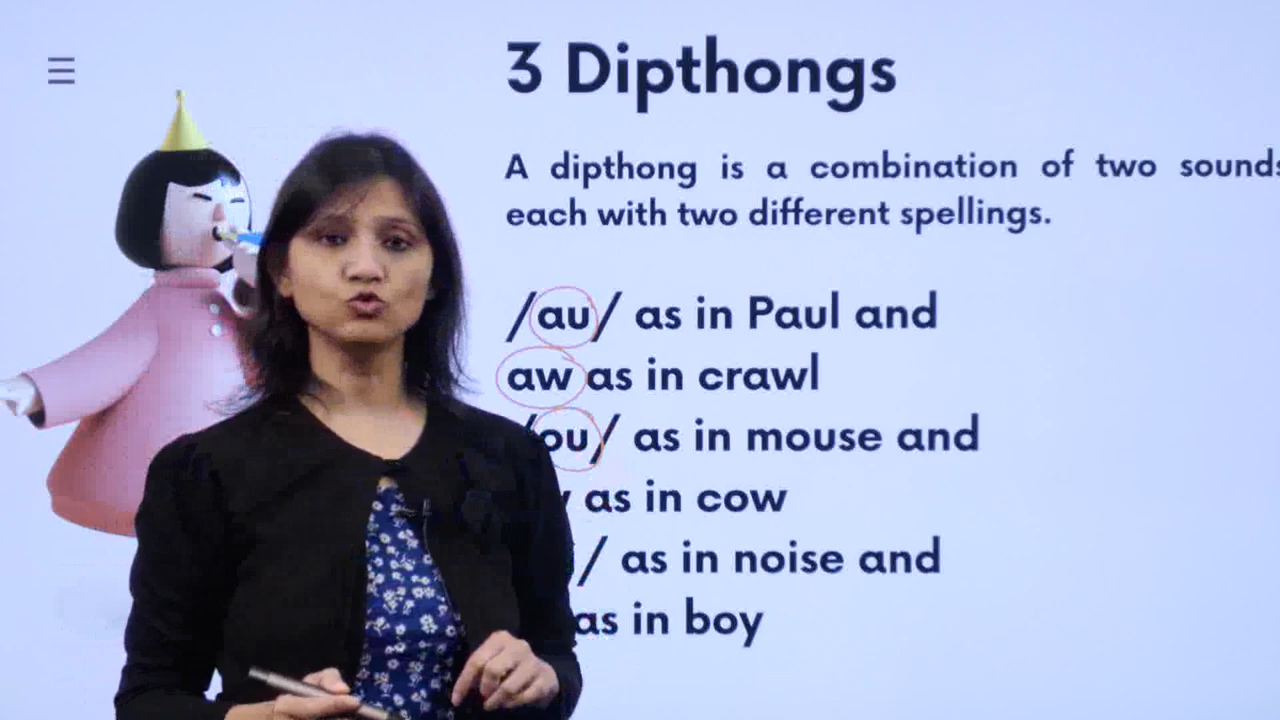 3 Dipthongs
A dipthong is a combination of two sounds
each with two different spellings.
/au/ as in Paul and
aw as in crawl
/ou/ as in mouse and
as in cow
/ as in noise and
as in boy